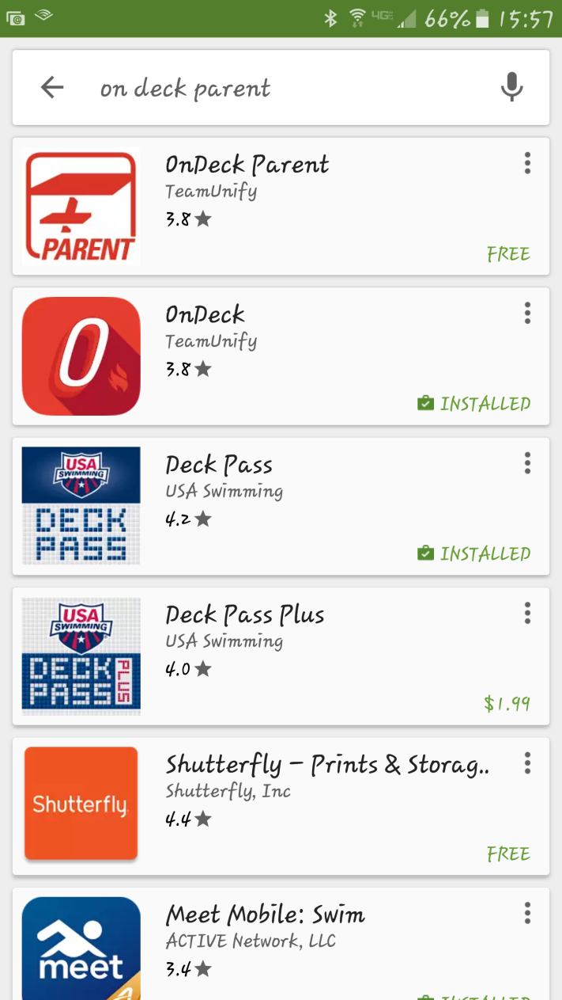 4GE 66% 15:57
on deck parent
OnDeck Parent
TeamUnify
3.8
FREE
PARENT
OnDeck
TeamUnify
3.8
INSTALLED
O
Deck Pass
USA Swimming
4.2
INSTALLED
USA
SWIMMING
DECK
PASS
Deck Pass Plus
USA Swimming
4.0
$1.99
USA
SWIMMING
DECK
PASS
PLUS
Shutterfly - Prints & Storag..
Shutterfly, Inc
4.4
FREE
Shutterfly
Meet Mobile: Swim
ACTIVE Network, LLC
3.4
INSTALLED
meet